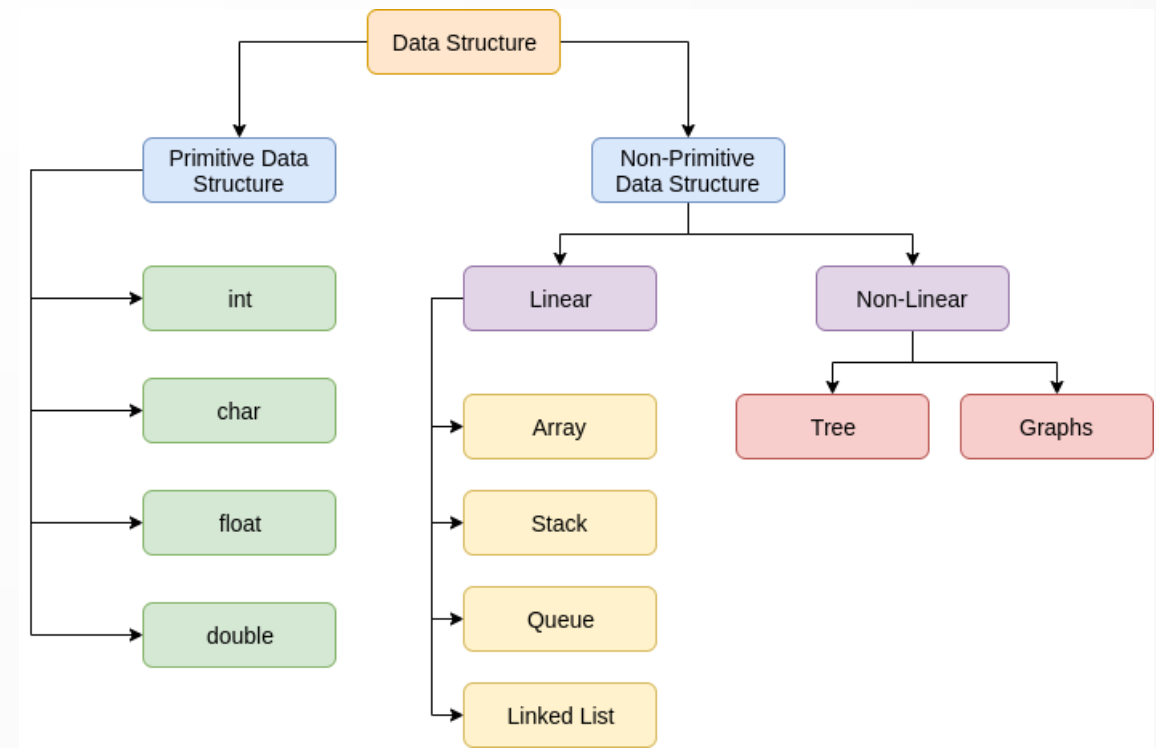 Data Structure
Primitive Data
Structure
Non-Primitive
Data Structure
int
Linear
Non-Linear
char
Array
Tree
Graphs
float
Stack
double
Queue
Linked List